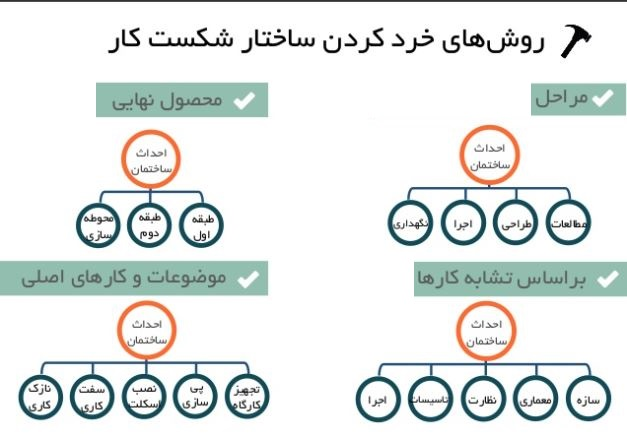 روش‌های خرد کردن ساختار شکست کار
مراحل
احداث
ساختمان
مطالعات
طراحی
اجرا
نگهداری
محصول نهایی
احداث
ساختمان
طبقه
اول
طبقه
دوم
محوطه
سازی
براساس تشابه کارها
احداث
ساختمان
سازه
معماری
نظارت
تاسیسات
اجرا
موضوعات و کارهای اصلی
احداث
ساختمان
تجهیز
کارگاه
پی
سازی
نصب
اسکلت
سفت
کاری
نازک
کاری